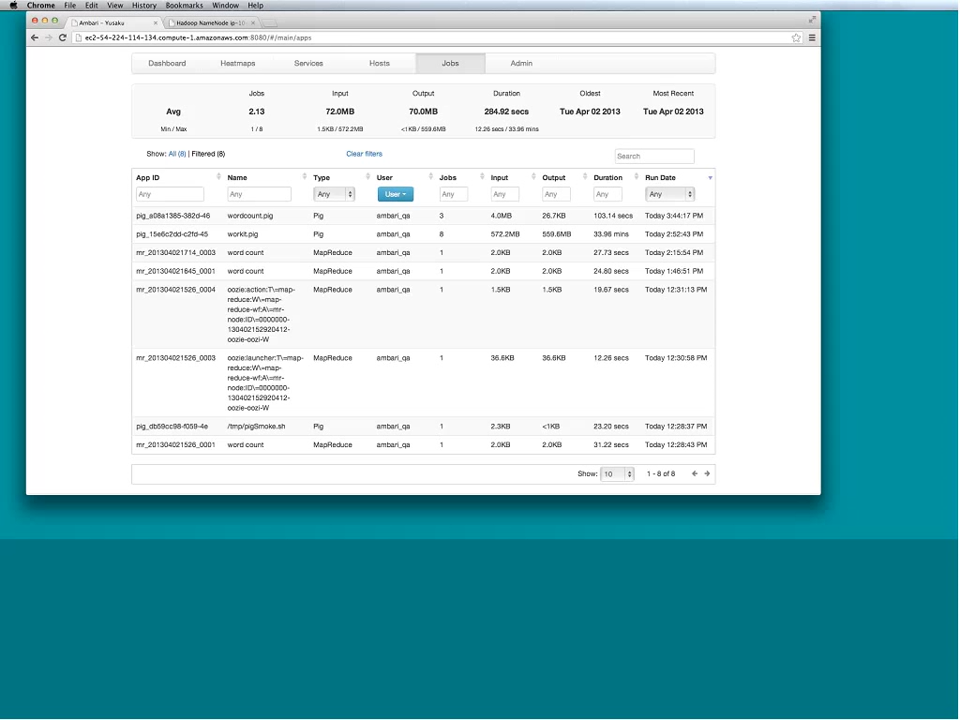 Chrome File Edit View History Bookmarks Window Help
Ambari - Yusaku
Hadoop NameNode ip-10-
ec2-54-224-114-134.compute-1.amazonaws.com:8080/#/main/apps
Dashboard Heatmaps Services Hosts Jobs Admin
Jobs Input Output Duration Oldest Most Recent
Avg 2.13 72.0MB 70.0MB 284.92 secs Tue Apr 02 2013 Tue Apr 02 2013
Min / Max 1 / 8 1.5KB / 572.2MB <1KB / 559.6MB 12.26 secs / 33.96 mins
Show: All (8) | Filtered (8) Clear filters Search
App ID Name Type User Jobs Input Output Duration Run Date
Any Any Any User Any Any Any Any Any
pig_a08a1385-382d-46 wordcount.pig Pig ambari_qa 3 4.0MB 26.7KB 103.14 secs Today 3:44:17 PM
pig_15e6c2dd-c2fd-45 workit.pig Pig ambari_qa 8 572.2MB 559.6MB 33.96 mins Today 2:52:43 PM
mr_201304021714_0003 word count MapReduce ambari_qa 1 2.0KB 2.0KB 27.73 secs Today 2:15:54 PM
mr_201304021645_0001 word count MapReduce ambari_qa 1 2.0KB 2.0KB 24.80 secs Today 1:46:51 PM
mr_201304021526_0004 oozie:action:T\=map- MapReduce ambari_qa 1 1.5KB 1.5KB 19.67 secs Today 12:31:13 PM
reduce:W\=map-
reduce-wf:A\=mr-
node:ID\=0000000-
130402152920412-
oozie-oozi-W
mr_201304021526_0003 oozie:launcher:T\=map- MapReduce ambari_qa 1 36.6KB 36.6KB 12.26 secs Today 12:30:58 PM
reduce:W\=map-
reduce-wf:A\=mr-
node:ID\=0000000-
130402152920412-
oozie-oozi-W
pig_db59cc98-f059-4e /tmp/pigSmoke.sh Pig ambari_qa 1 2.3KB <1KB 23.20 secs Today 12:28:37 PM
mr_201304021526_0001 word count MapReduce ambari_qa 1 2.0KB 2.0KB 31.22 secs Today 12:28:43 PM
Show: 10 1 - 8 of 8